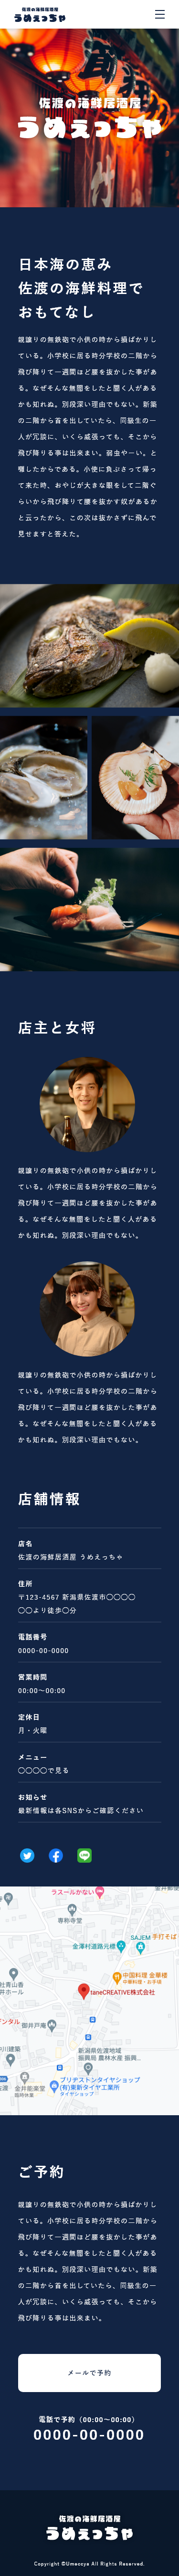 佐渡の海鮮居酒屋
うめぇっちゃ
佐渡の海鮮居酒屋
うめぇっちゃ
日本海の恵み
佐渡の海鮮料理で
おもてなし
親譲りの無鉄砲で小供の時から損ばかりし
ている。小学校に居る時分学校の二階から
飛び降りて一週間ほど腰を抜かした事があ
る。なぜそんな無闇をしたと聞く人がある
かも知れぬ。別段深い理由でもない。新築
の二階から首を出していたら、同級生の一
人が冗談に、いくら威張っても、そこから
飛び降りる事は出来まい。弱虫やーい。と
囃したからである。小使に負ぶさって帰っ
て来た時、おやじが大きな眼をして二階ぐ
らいから飛び降りて腰を抜かす奴があるか
と云ったから、この次は抜かさずに飛んで
見せますと答えた。
店主と女将
親譲りの無鉄砲で小供の時から損ばかりし
ている。小学校に居る時分学校の二階から
飛び降りて一週間ほど腰を抜かした事があ
る。なぜそんな無闇をしたと聞く人がある
かも知れぬ。別段深い理由でもない。
親譲りの無鉄砲で小供の時から損ばかりし
ている。小学校に居る時分学校の二階から
飛び降りて一週間ほど腰を抜かした事があ
る。なぜそんな無闇をしたと聞く人がある
かも知れぬ。別段深い理由でもない。
店舗情報
店名
佐渡の海鮮居酒屋 うめえっちゃ
住所
〒123-4567 新潟県佐渡市〇〇〇〇
〇〇より徒歩〇分
電話番号
0000-00-0000
営業時間
00:00〜00:00
定休日
月・火曜
メニュー
〇〇〇〇で見る
お知らせ
最新情報は各SNSからご確認ください
LINE
ラスールかない
専称寺堂
金澤村道路元標
SAJEM
手打そば
中国料理 金華楼
中華料理・お手頃
taneCREATIVE株式会社
御井戸庵
新潟県佐渡地域
振興局 農林水産 振興...
ブリヂストンタイヤショップ
(有)東新タイヤ工業所
タイヤショップ
金井能楽堂
臨時休業
ご予約
親譲りの無鉄砲で小供の時から損ばかりし
ている。小学校に居る時分学校の二階から
飛び降りて一週間ほど腰を抜かした事があ
る。なぜそんな無闇をしたと聞く人がある
かも知れぬ。別段深い理由でもない。新築
の二階から首を出していたら、同級生の一
人が冗談に、いくら威張っても、そこから
飛び降りる事は出来まい。
メールで予約
電話で予約（00:00〜00:00）
0000-00-0000
佐渡の海鮮居酒屋
うめぇっちゃ
Copyright ©Umeecya All Rights Reserved.